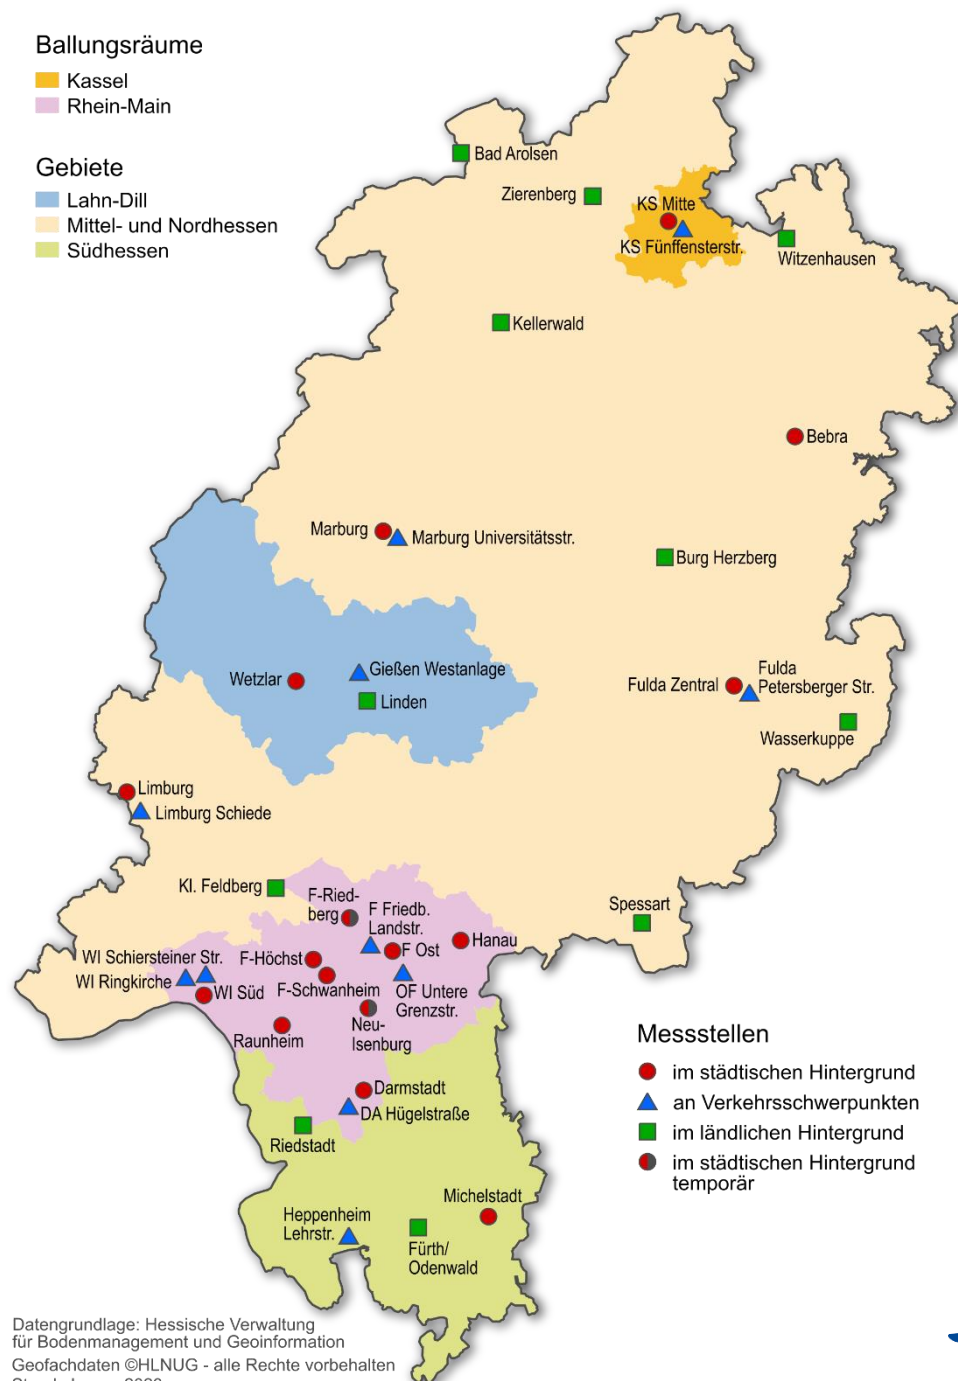 Ballungsräume
Kassel
Rhein-Main
Gebiete
Lahn-Dill
Mittel- und Nordhessen
Südhessen
Bad Arolsen
Zierenberg
KS Mitte
KS Fünffensterstr.
Witzenhausen
Kellerwald
Bebra
Marburg
Marburg Universitätsstr.
Burg Herzberg
Wetzlar
Gießen Westanlage
Linden
Fulda Zentral
Fulda
Petersberger Str.
Wasserkuppe
Limburg
Limburg Schiede
Kl. Feldberg
F-Ried-
berg
F Friedb.
Landstr.
Spessart
Hanau
F Ost
F-Höchst
WI Schiersteiner Str.
WI Ringkirche
WI Süd
F-Schwanheim
OF Untere
Grenzstr.
Raunheim
Neu-
Isenburg
Darmstadt
DA Hügelstraße
Riedstadt
Michelstadt
Heppenheim
Lehrstr.
Fürth/
Odenwald
Messstellen
im städtischen Hintergrund
an Verkehrsschwerpunkten
im ländlichen Hintergrund
im städtischen Hintergrund
temporär
Datengrundlage: Hessische Verwaltung
für Bodenmanagement und Geoinformation
Geofachdaten ©HLNUG - alle Rechte vorbehalten